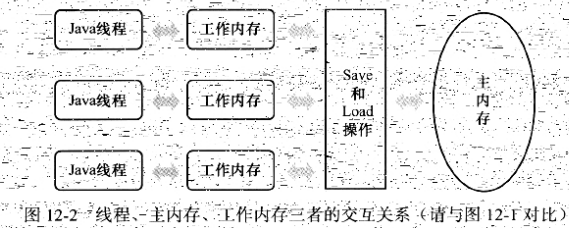 Java线程 工作内存
Java线程 工作内存
Java线程 工作内存
Save
和
Load
操作
主
内
存
图 12-2 线程、主内存、工作内存三者的交互关系（请与图 12-1 对比）